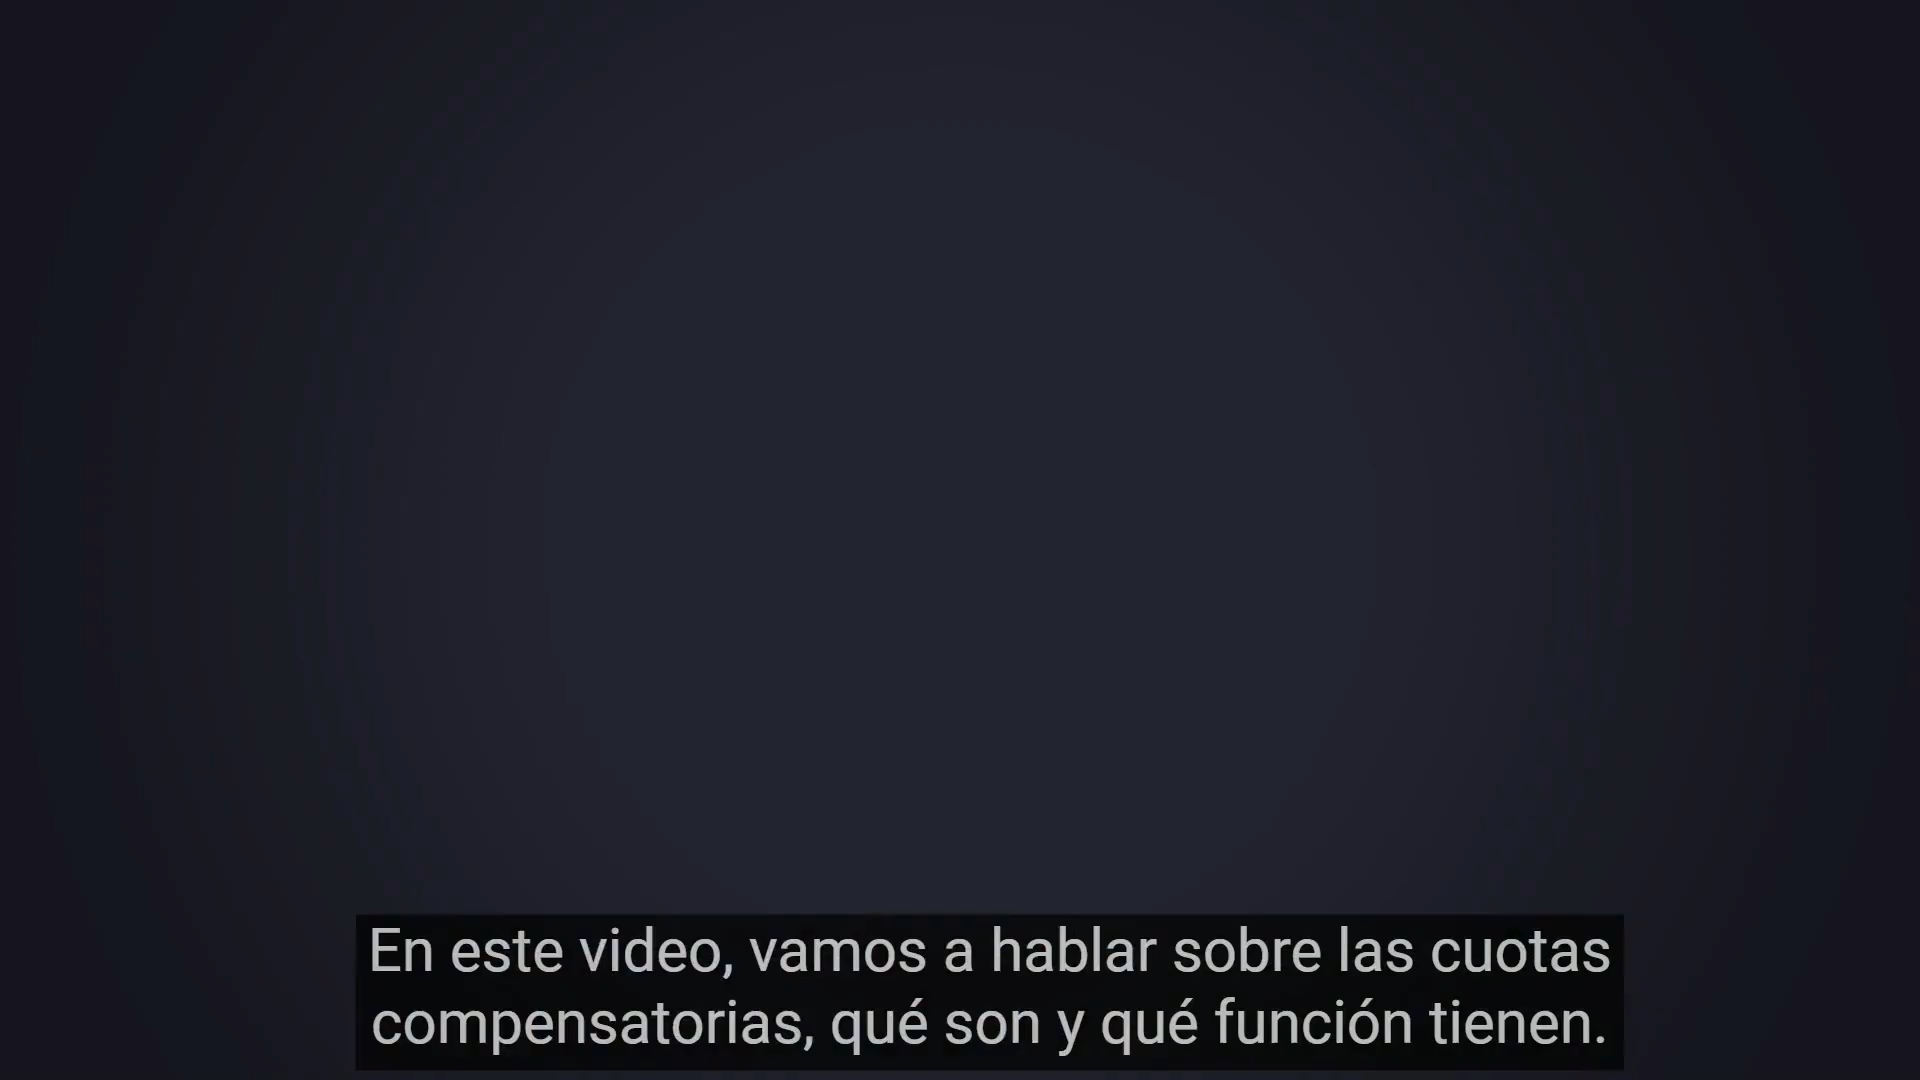 En este video, vamos a hablar sobre las cuotas
compensatorias, qué son y qué función tienen.